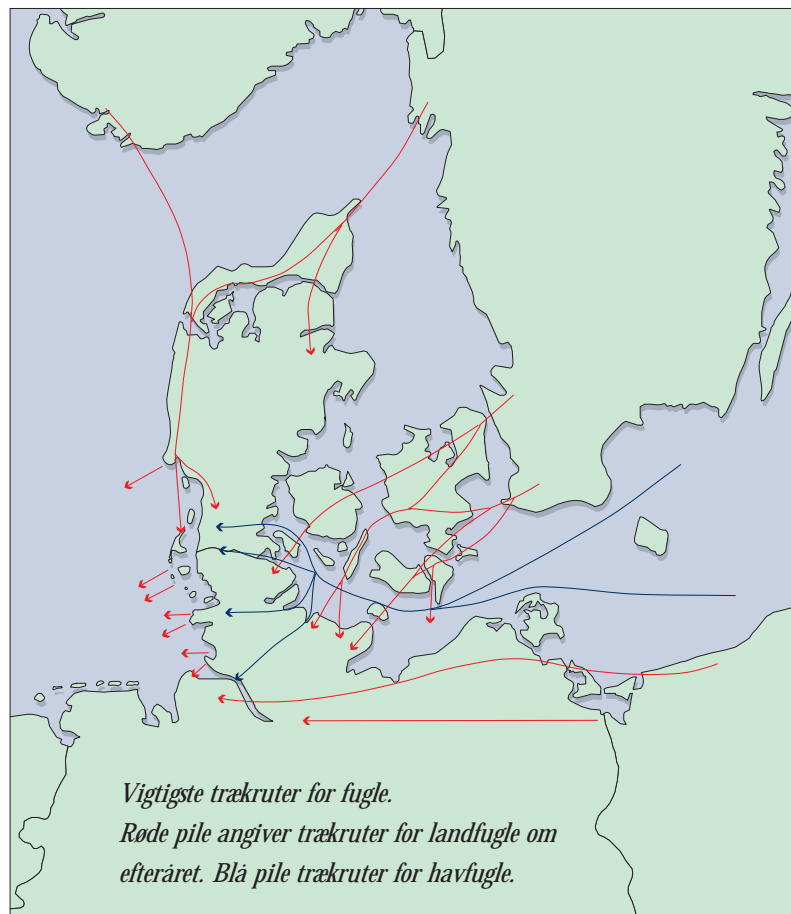 Vigtigste trækruter for fugle.
Røde pile angiver trækruter for landfugle om
efteråret. Blå pile trækruter for havfugle.